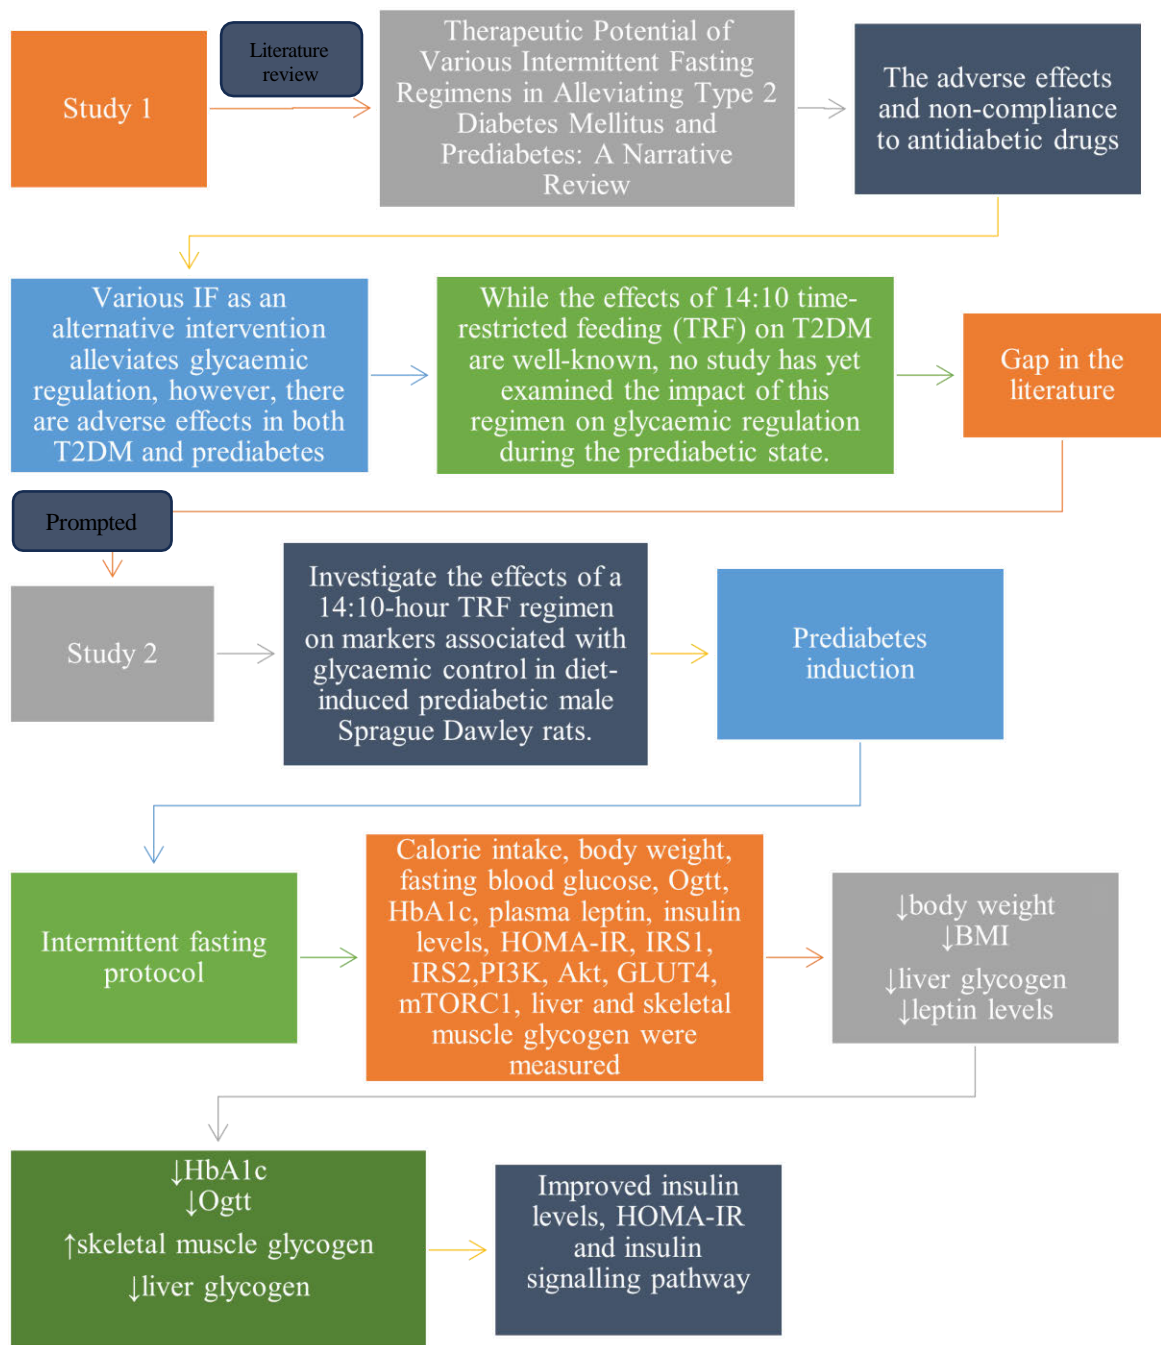 Study 1
Literature
review
Therapeutic Potential of
Various Intermittent Fasting
Regimens in Alleviating Type 2
Diabetes Mellitus and
Prediabetes: A Narrative
Review
The adverse effects
and non-compliance
to antidiabetic drugs
Various IF as an
alternative intervention
alleviates glycaemic
regulation, however, there
are adverse effects in both
T2DM and prediabetes
While the effects of 14:10 time-
restricted feeding (TRF) on T2DM
are well-known, no study has yet
examined the impact of this
regimen on glycaemic regulation
during the prediabetic state.
Gap in the
literature
Prompted
Study 2
Investigate the effects of a
14:10-hour TRF regimen
on markers associated with
glycaemic control in diet-
induced prediabetic male
Sprague Dawley rats.
Prediabetes
induction
Intermittent fasting
protocol
Calorie intake, body weight,
fasting blood glucose, Ogtt,
HbA1c, plasma leptin, insulin
levels, HOMA-IR, IRS1,
IRS2,PI3K, Akt, GLUT4,
mTORC1, liver and skeletal
muscle glycogen were
measured
↓body weight
↓BMI
↓liver glycogen
↓leptin levels
↓HbA1c
↓Ogtt
↑skeletal muscle glycogen
↓liver glycogen
Improved insulin
levels, HOMA-IR
and insulin
signalling pathway